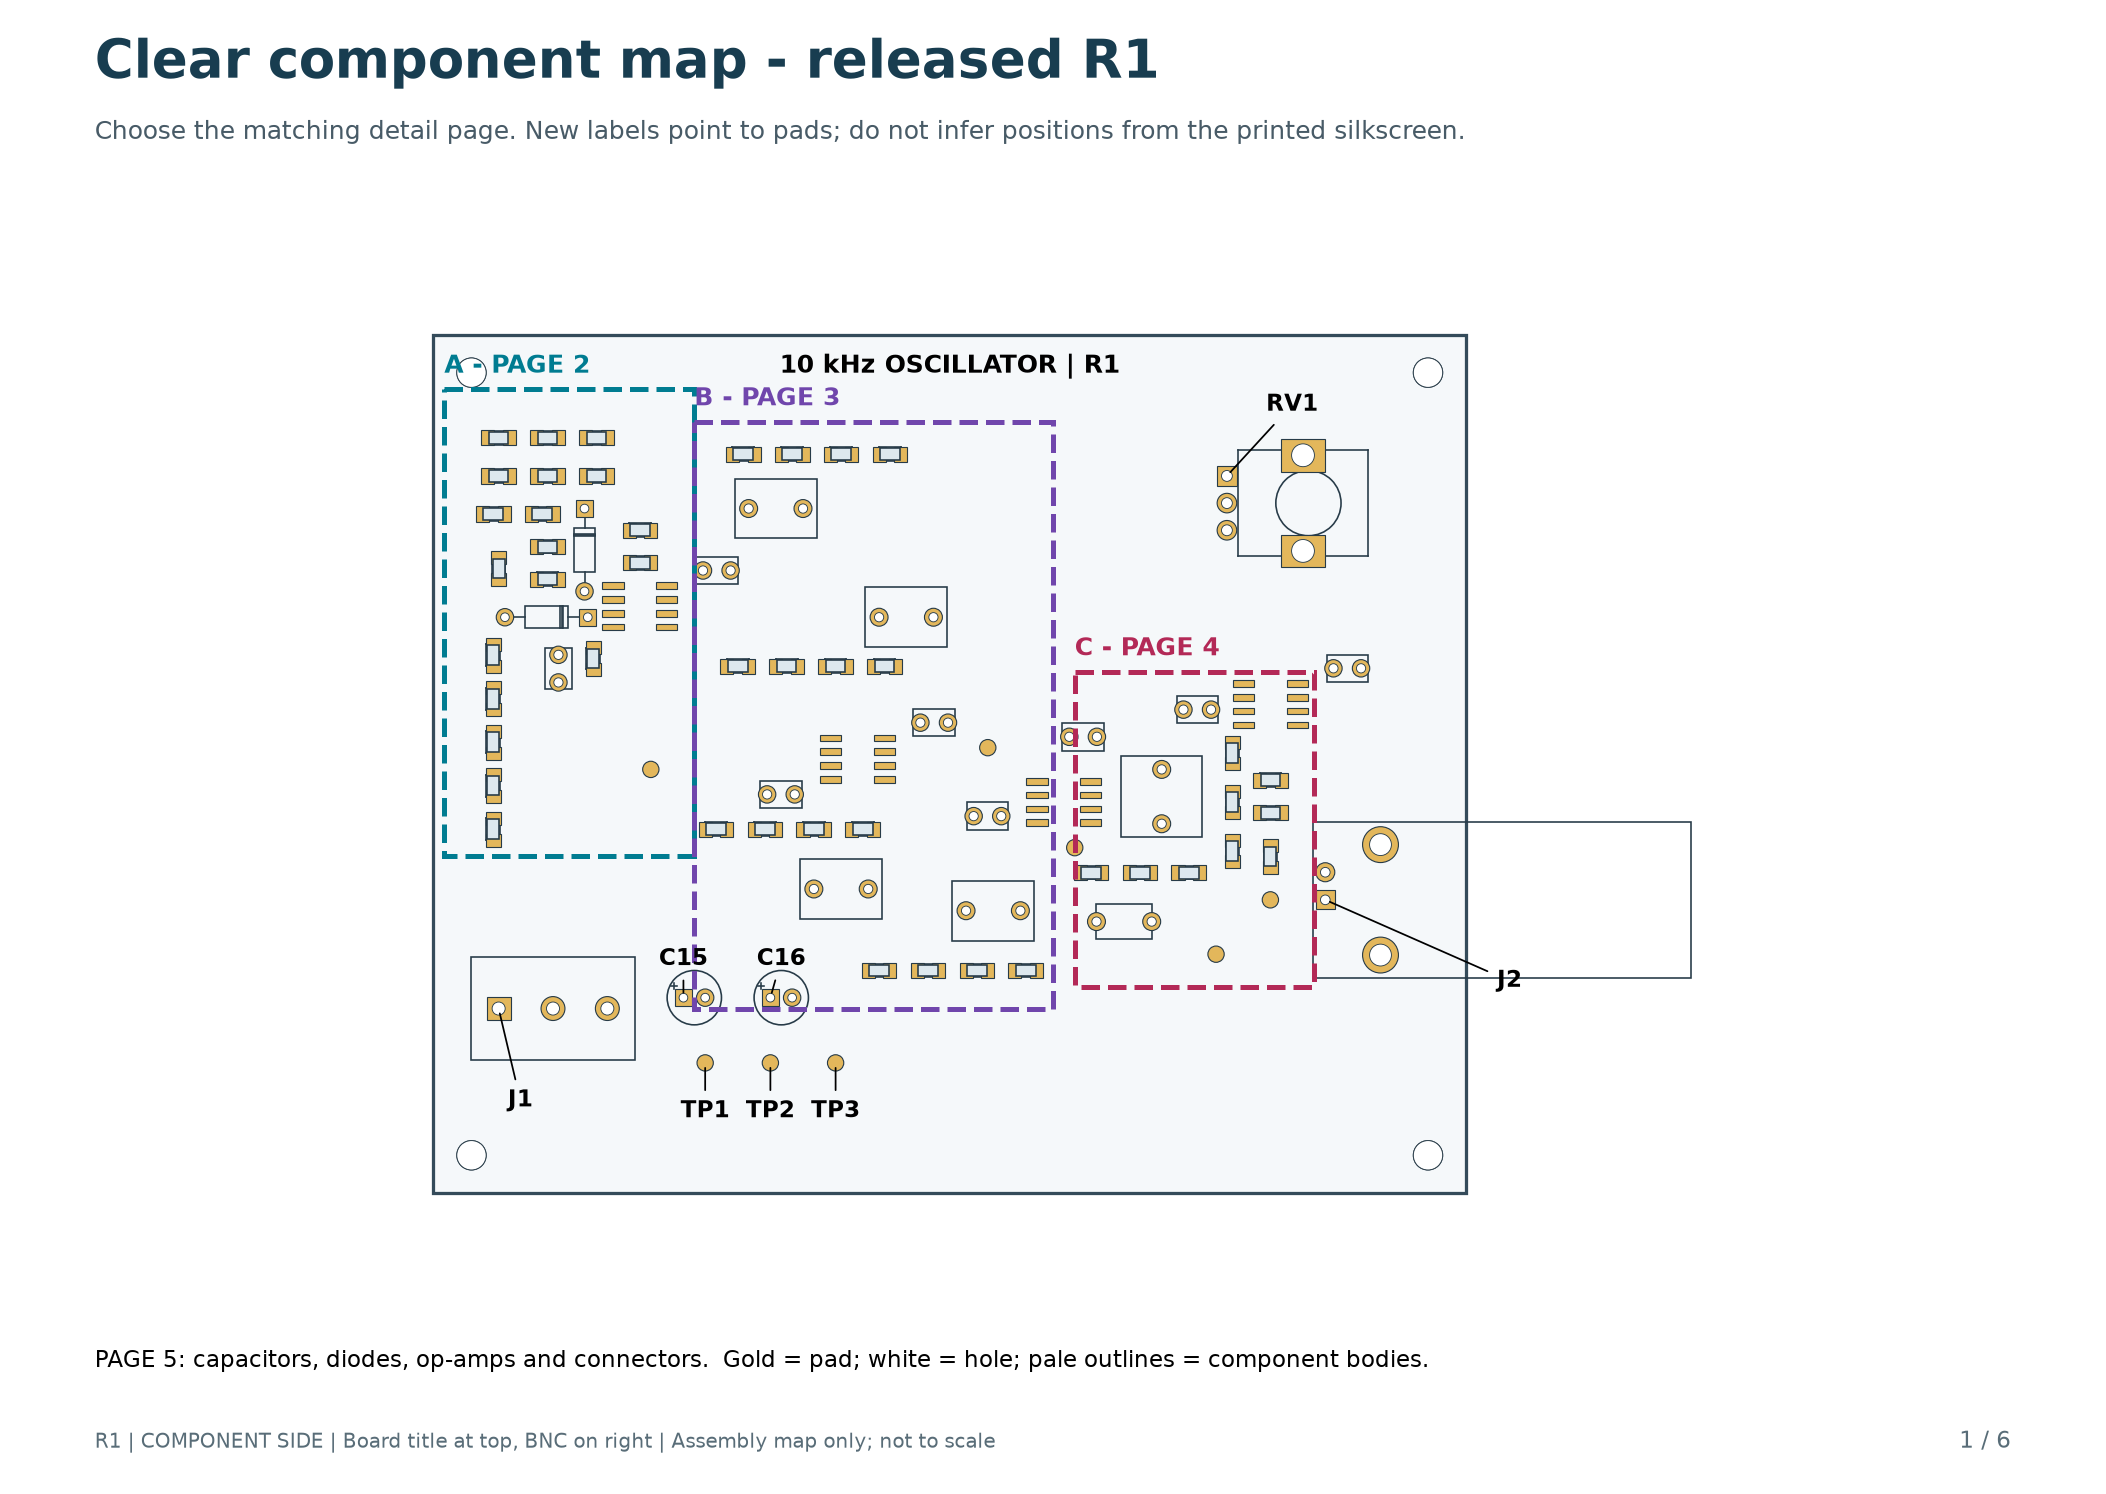 Clear component map - released R1
Choose the matching detail page. New labels point to pads; do not infer positions from the printed silkscreen.
A - PAGE 2
10 kHz OSCILLATOR | R1
B - PAGE 3
RV1
C - PAGE 4
C15
C16
+
+
J2
J1
TP1
TP2
TP3
PAGE 5: capacitors, diodes, op-amps and connectors.  Gold = pad; white = hole; pale outlines = component bodies.
R1 | COMPONENT SIDE | Board title at top, BNC on right | Assembly map only; not to scale
1 / 6